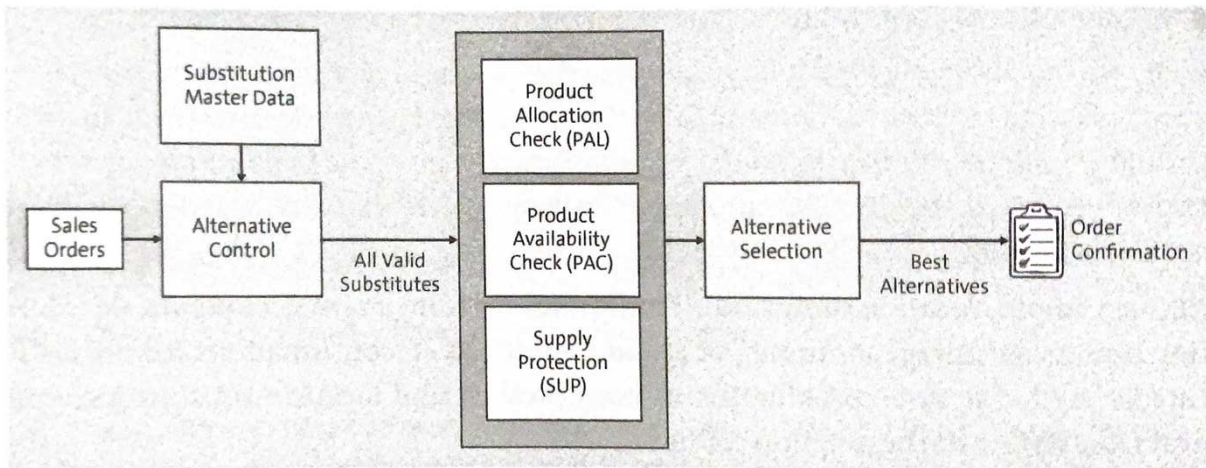 Substitution
Master Data
Product
Allocation
Check (PAL)
Sales
Orders
Alternative
Control
All Valid
Substitutes
Product
Availability
Check (PAC)
Alternative
Selection
Best
Alternatives
Order
Confirmation
Supply
Protection
(SUP)